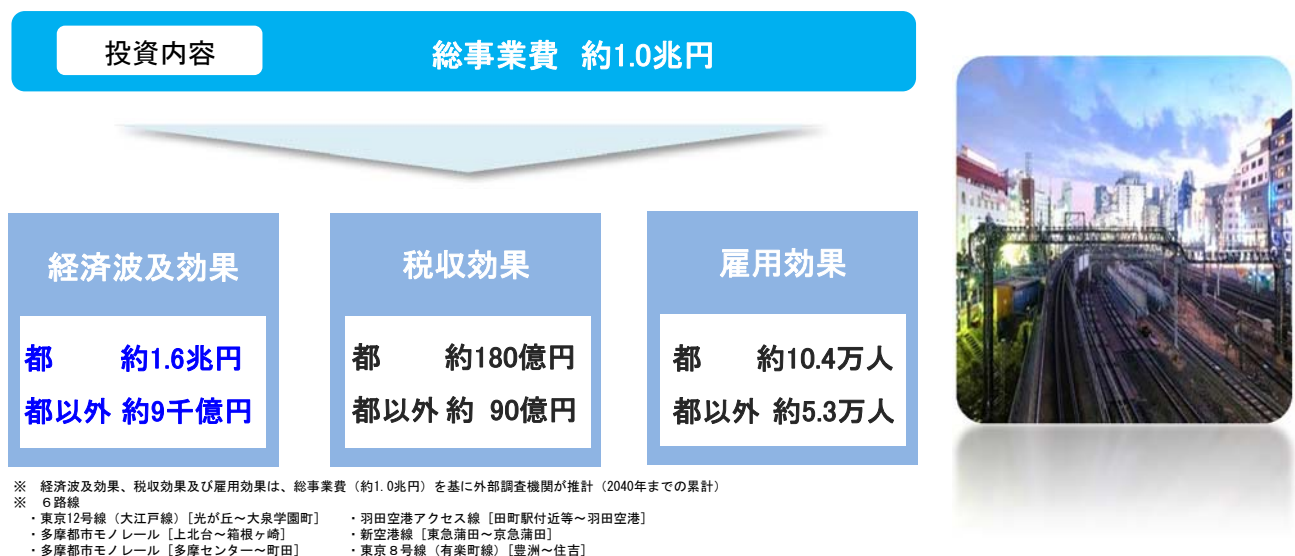 投資内容 総事業費 約1.0兆円
経済波及効果
都 約1.6兆円
都以外 約9千億円
税収効果
都 約180億円
都以外 約 90億円
雇用効果
都 約10.4万人
都以外 約5.3万人
※ 経済波及効果、税収効果及び雇用効果は、総事業費（約1.0兆円）を基に外部調査機関が推計（2040年までの累計）
※ ６路線
・東京12号線（大江戸線）［光が丘～大泉学園町］ ・羽田空港アクセス線［田町駅付近等～羽田空港］
・多摩都市モノレール［上北台～箱根ヶ崎］ ・新空港線［東急蒲田～京急蒲田］
・多摩都市モノレール［多摩センター～町田］ ・東京８号線（有楽町線）［豊洲～住吉］